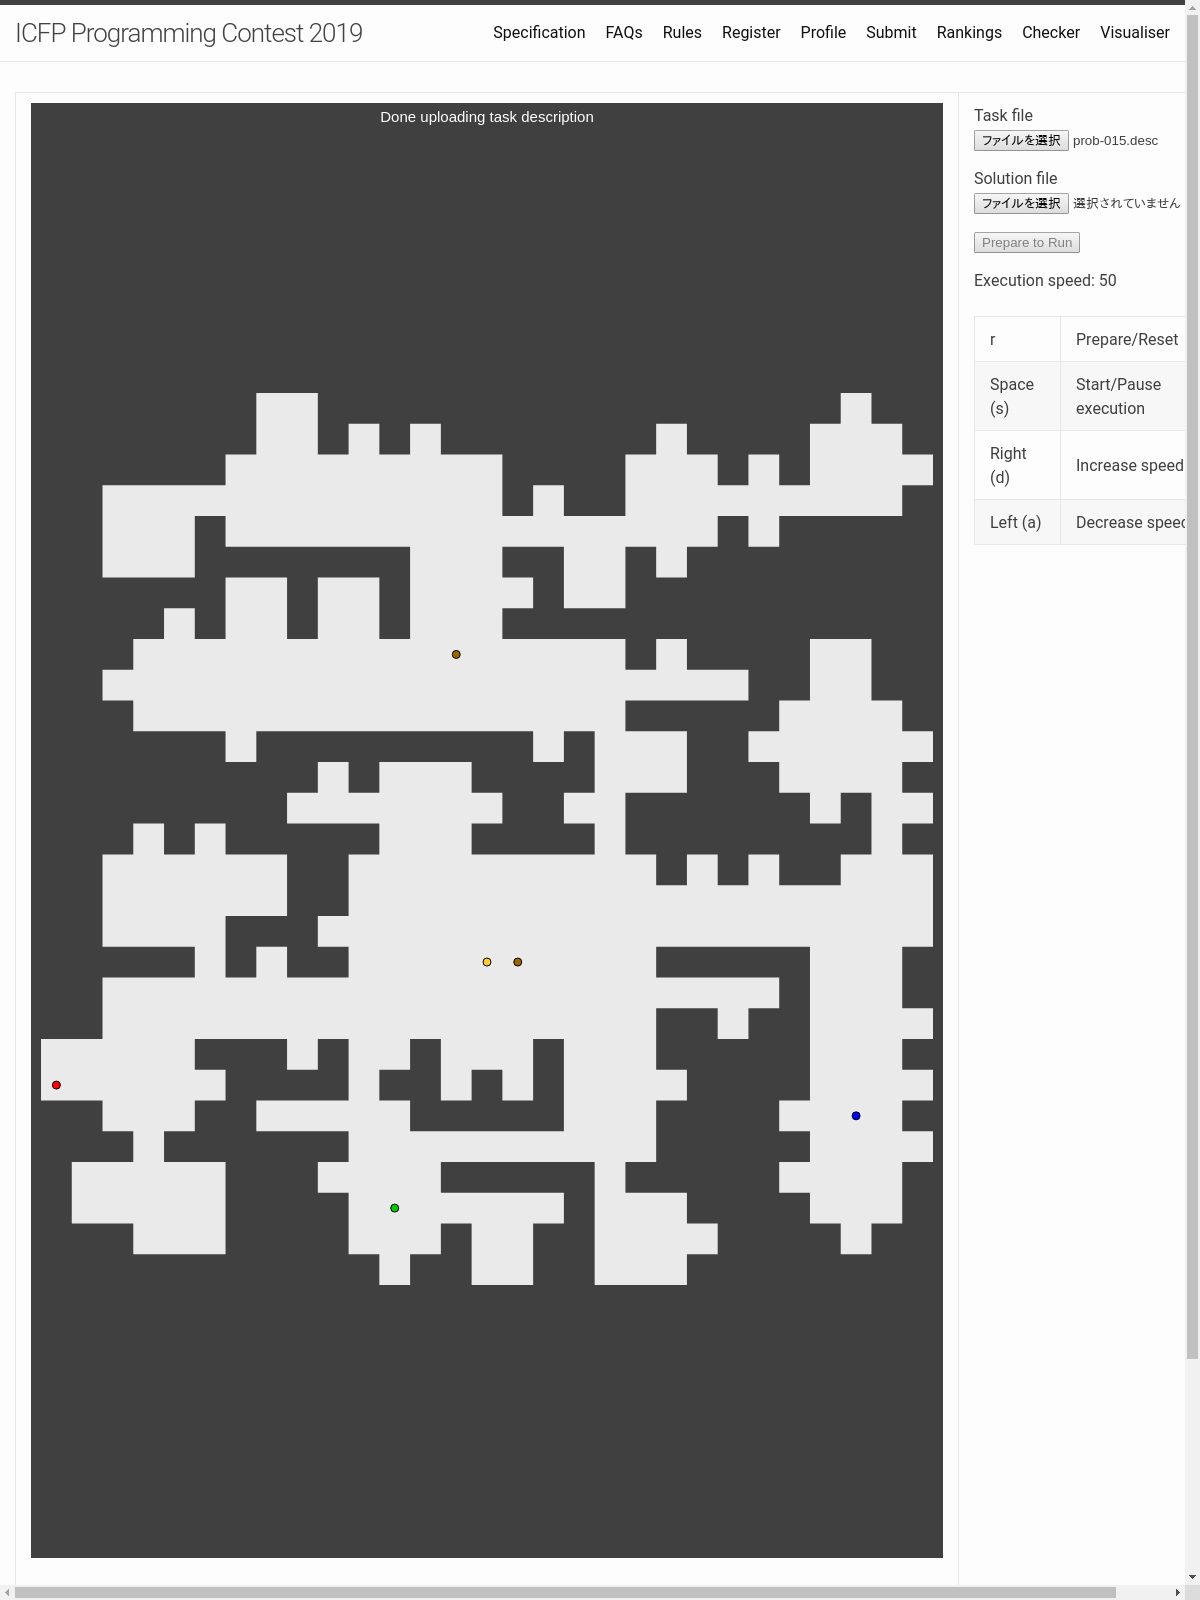 ICFP Programming Contest 2019
Specification FAQs Rules Register Profile Submit Rankings Checker Visualiser
Done uploading task description
Task file
ファイルを選択 prob-015.desc
Solution file
ファイルを選択 選択されていません
Prepare to Run
Execution speed: 50
r Prepare/Reset
Space (s) Start/Pause execution
Right (d) Increase speed
Left (a) Decrease speed